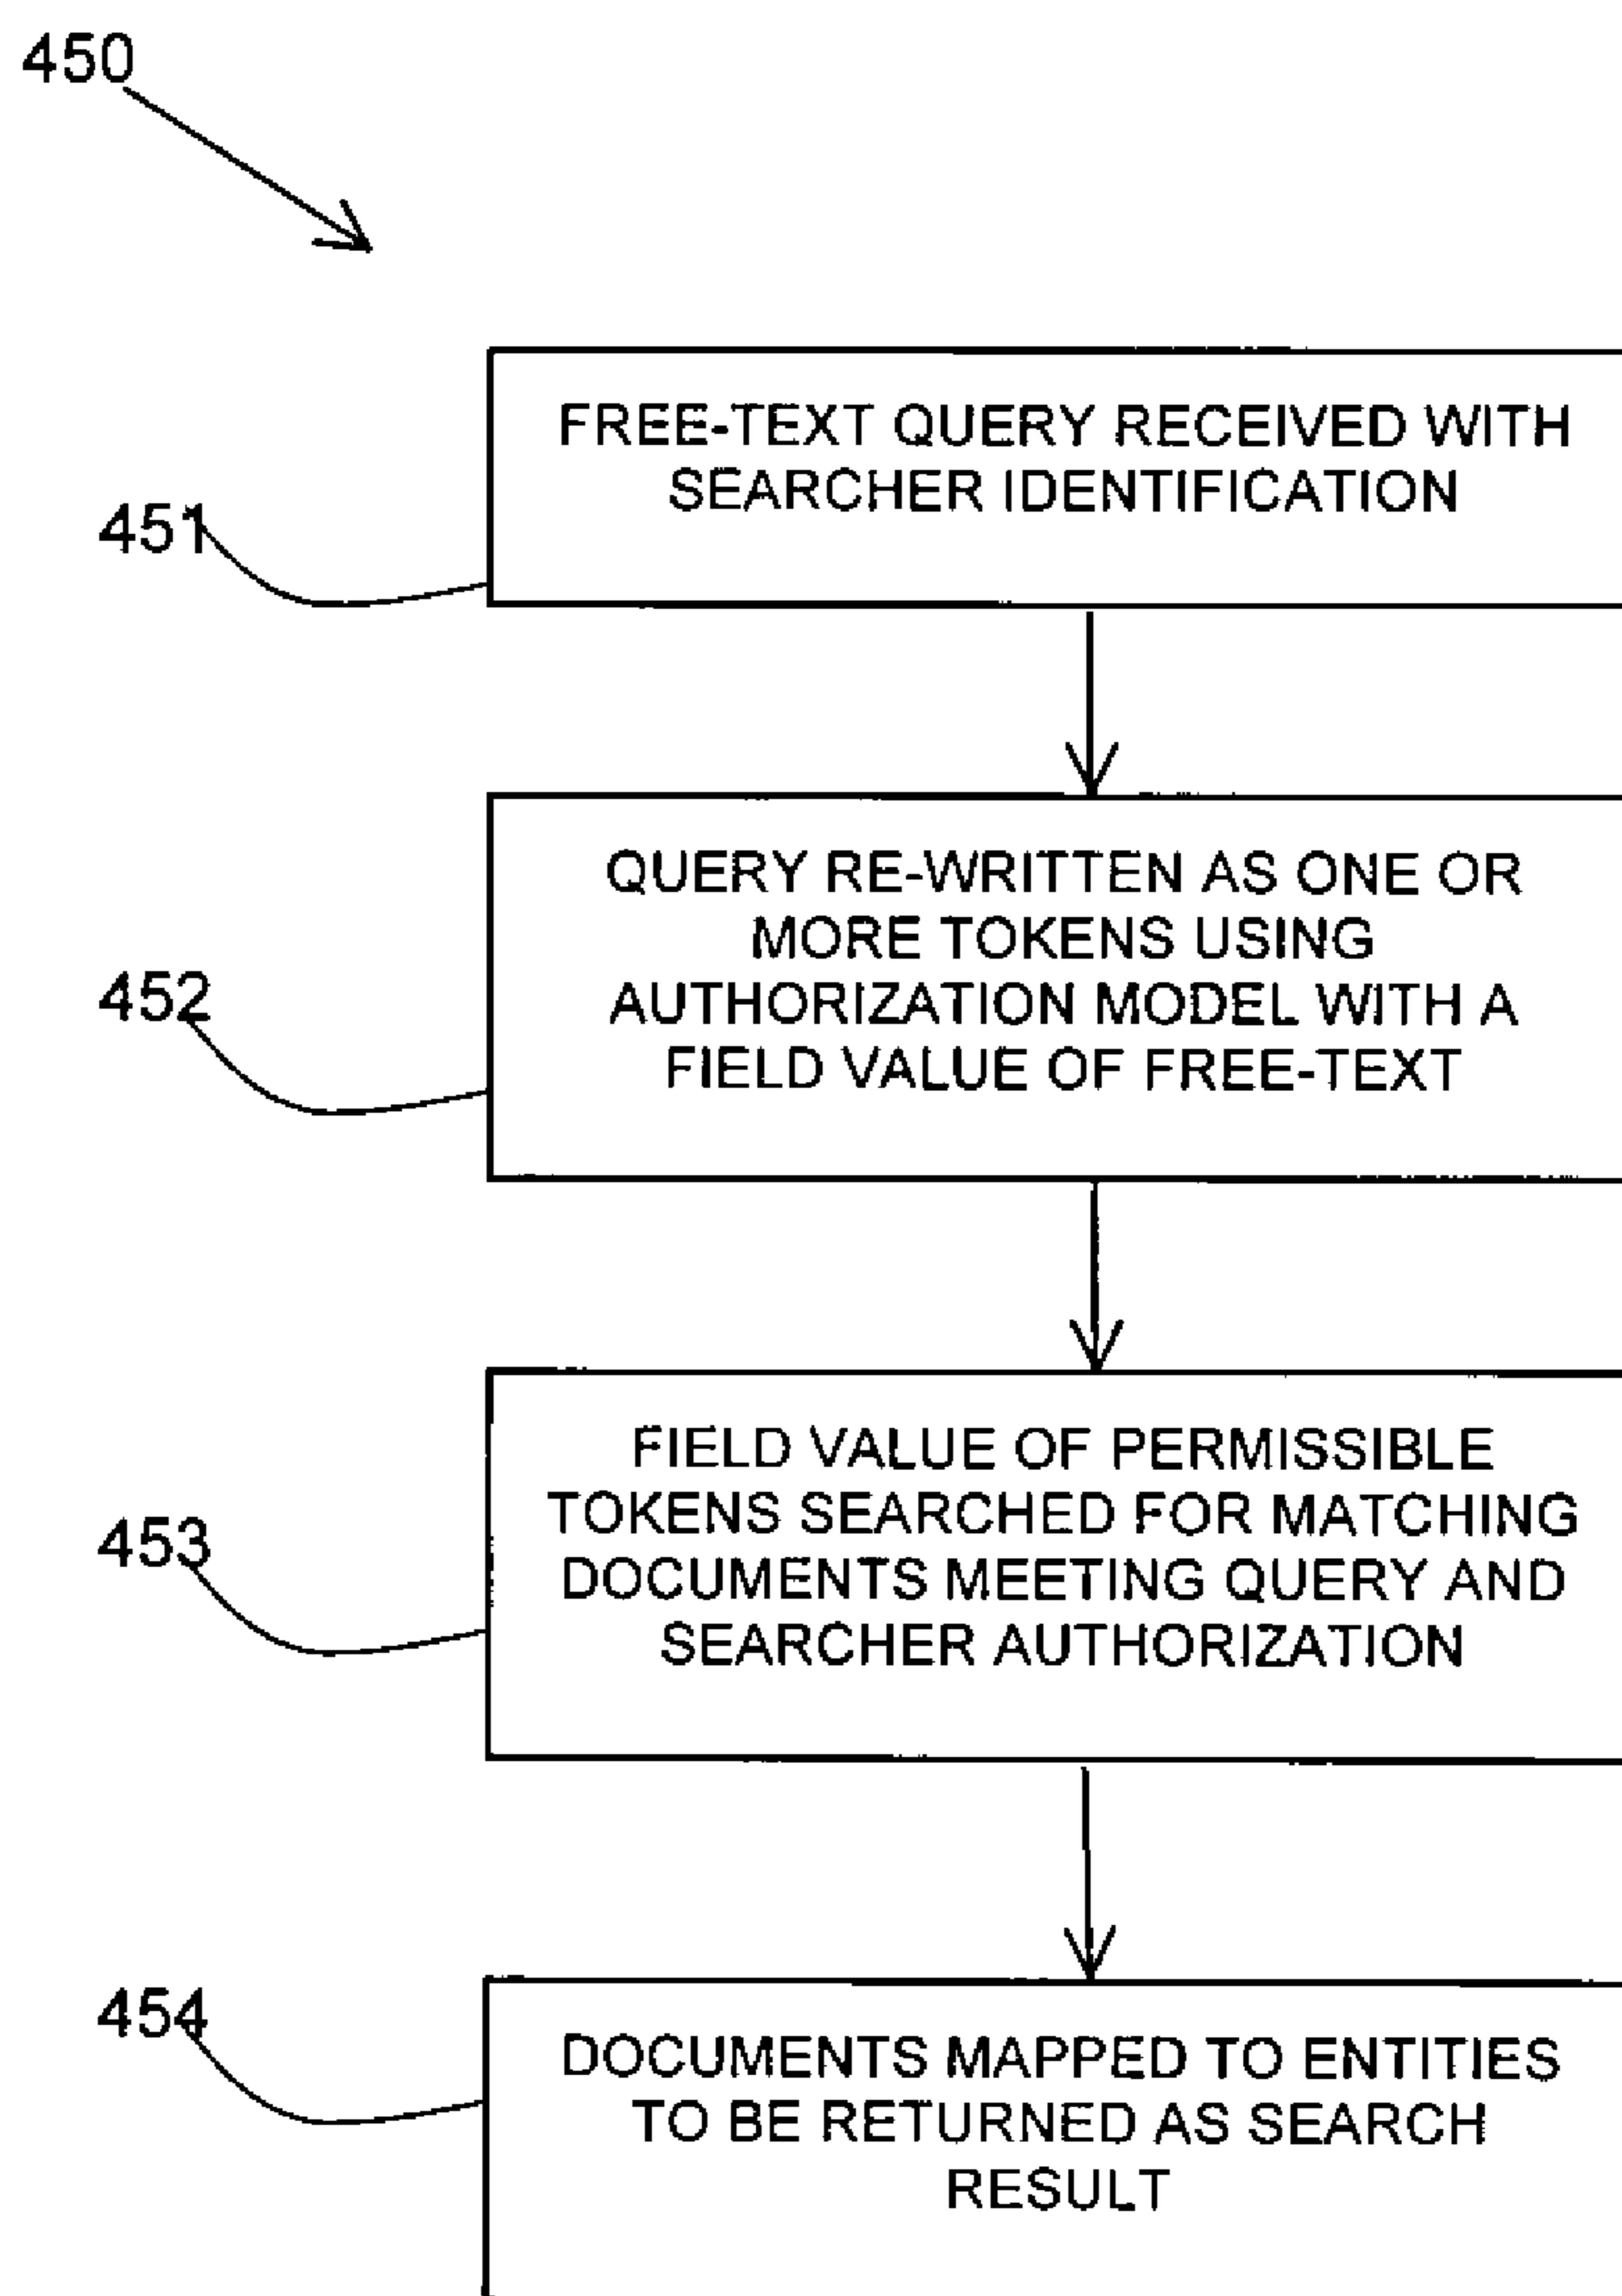 450
FREE-TEXT QUERY RECEIVED WITH
SEARCHER IDENTIFICATION
451
QUERY RE-WRITTEN AS ONE OR
MORE TOKENS USING
AUTHORIZATION MODEL WITH A
FIELD VALUE OF FREE-TEXT
452
FIELD VALUE OF PERMISSIBLE
TOKENS SEARCHED FOR MATCHING
DOCUMENTS MEETING QUERY AND
SEARCHER AUTHORIZATION
453
DOCUMENTS MAPPED TO ENTITIES
TO BE RETURNED AS SEARCH
RESULT
454